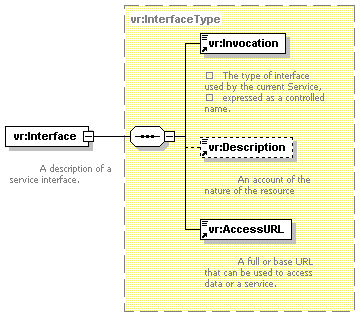 vr:InterfaceType
vr:Invocation
The type of interface
used by the current Service,
expressed as a controlled
name.
vr:Interface
A description of a
service interface.
vr:Description
An account of the
nature of the resource
vr:AccessURL
A full or base URL
that can be used to access
data or a service.